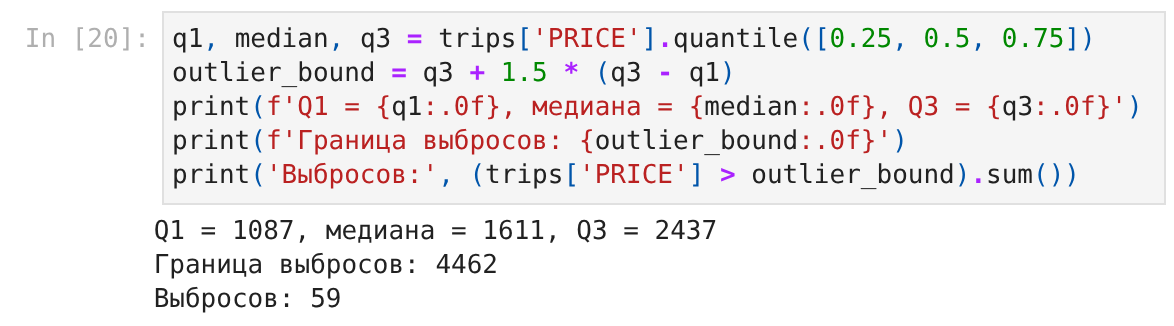 In [20]: q1, median, q3 = trips['PRICE'].quantile([0.25, 0.5, 0.75])
outlier_bound = q3 + 1.5 * (q3 - q1)
print(f'Q1 = {q1:.0f}, медиана = {median:.0f}, Q3 = {q3:.0f}')
print(f'Граница выбросов: {outlier_bound:.0f}')
print('Выбросов:', (trips['PRICE'] > outlier_bound).sum())
Q1 = 1087, медиана = 1611, Q3 = 2437
Граница выбросов: 4462
Выбросов: 59